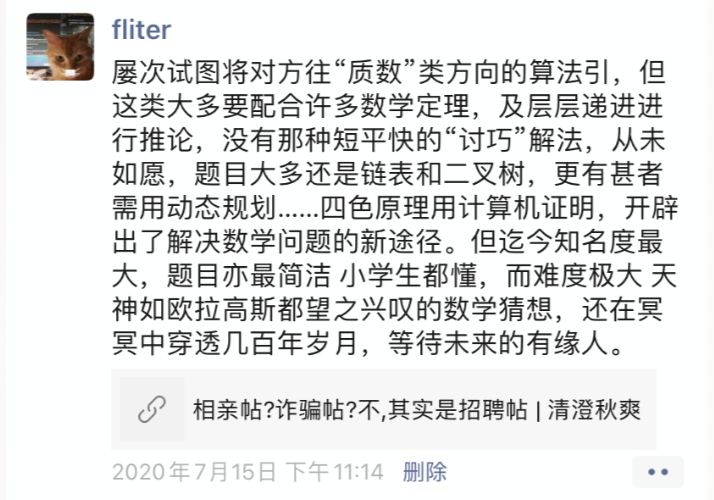 fliter
屡次试图将对方往“质数”类方向的算法引，但
这类大多要配合许多数学定理，及层层递进进
行推论，没有那种短平快的“讨巧”解法，从未
如愿，题目大多还是链表和二叉树，更有甚者
需用动态规划......四色原理用计算机证明，开辟
出了解决数学问题的新途径。但迄今知名度最
大，题目亦最简洁 小学生都懂，而难度极大 天
神如欧拉高斯都望之兴叹的数学猜想，还在冥
冥中穿透几百年岁月，等待未来的有缘人。
相亲帖?诈骗帖?不,其实是招聘帖 | 清澄秋爽
2020年7月15日 下午11:14 删除